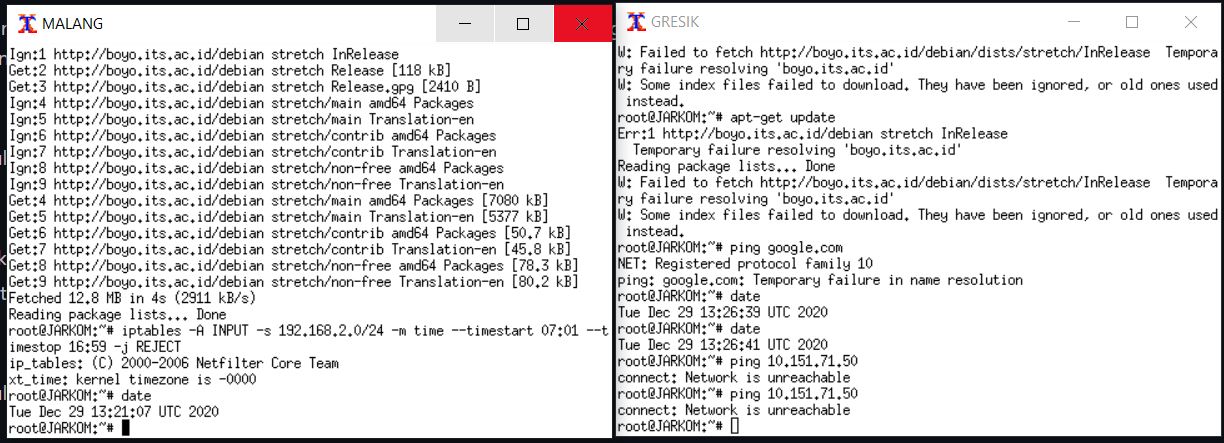 MALANG
Ign:1 http://boyo.its.ac.id/debian stretch InRelease
Get:2 http://boyo.its.ac.id/debian stretch Release [118 kB]
Get:3 http://boyo.its.ac.id/debian stretch Release.gpg [2410 B]
Ign:4 http://boyo.its.ac.id/debian stretch/main amd64 Packages
Ign:5 http://boyo.its.ac.id/debian stretch/main Translation-en
Ign:6 http://boyo.its.ac.id/debian stretch/contrib amd64 Packages
Ign:7 http://boyo.its.ac.id/debian stretch/contrib Translation-en
Ign:8 http://boyo.its.ac.id/debian stretch/non-free amd64 Packages
Ign:9 http://boyo.its.ac.id/debian stretch/non-free Translation-en
Get:4 http://boyo.its.ac.id/debian stretch/main amd64 Packages [7080 kB]
Get:5 http://boyo.its.ac.id/debian stretch/main Translation-en [5377 kB]
Get:6 http://boyo.its.ac.id/debian stretch/contrib amd64 Packages [50.7 kB]
Get:7 http://boyo.its.ac.id/debian stretch/contrib Translation-en [45.8 kB]
Get:8 http://boyo.its.ac.id/debian stretch/non-free amd64 Packages [78.3 kB]
Get:9 http://boyo.its.ac.id/debian stretch/non-free Translation-en [80.2 kB]
Fetched 12.8 MB in 4s (2911 kB/s)
Reading package lists... Done
root@JARKOM:~# iptables -A INPUT -s 192.168.2.0/24 -m time --timestart 07:01 --t
imestop 16:59 -j REJECT
ip_tables: (C) 2000-2006 Netfilter Core Team
xt_time: kernel timezone is -0000
root@JARKOM:~# date
Tue Dec 29 13:21:07 UTC 2020
root@JARKOM:~#
GRESIK
W: Failed to fetch http://boyo.its.ac.id/debian/dists/stretch/InRelease  Tempora
ry failure resolving 'boyo.its.ac.id'
W: Some index files failed to download. They have been ignored, or old ones used
 instead.
root@JARKOM:~# apt-get update
Err:1 http://boyo.its.ac.id/debian stretch InRelease
  Temporary failure resolving 'boyo.its.ac.id'
Reading package lists... Done
W: Failed to fetch http://boyo.its.ac.id/debian/dists/stretch/InRelease  Tempora
ry failure resolving 'boyo.its.ac.id'
W: Some index files failed to download. They have been ignored, or old ones used
 instead.
root@JARKOM:~# ping google.com
NET: Registered protocol family 10
ping: google.com: Temporary failure in name resolution
root@JARKOM:~# date
Tue Dec 29 13:26:39 UTC 2020
root@JARKOM:~# date
Tue Dec 29 13:26:41 UTC 2020
root@JARKOM:~# ping 10.151.71.50
connect: Network is unreachable
root@JARKOM:~# ping 10.151.71.50
connect: Network is unreachable
root@JARKOM:~#